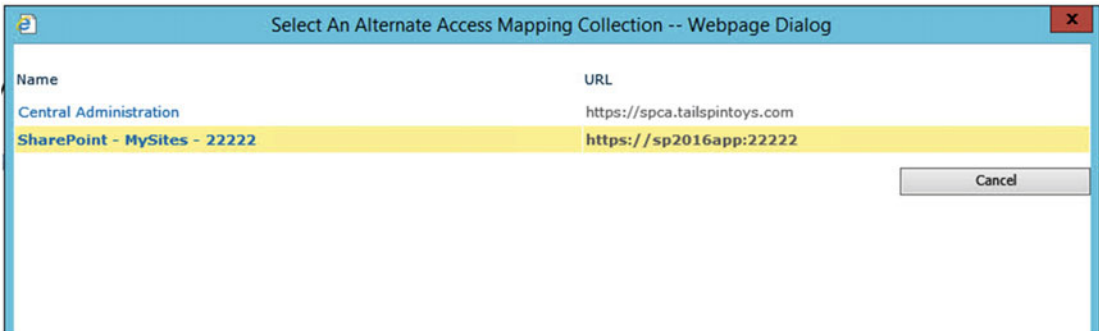 Select An Alternate Access Mapping Collection -- Webpage Dialog
x
Name URL
Central Administration https://spca.tailspintoys.com
SharePoint - MySites - 22222 https://sp2016app:22222
Cancel